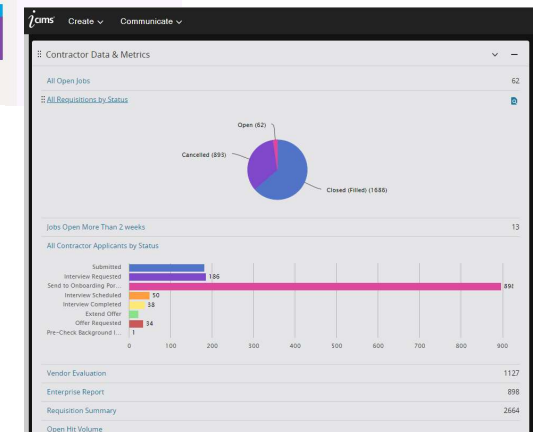 icims Create Communicate
Contractor Data & Metrics
All Open Jobs 62
All Requisitions by Status
Open (62)
Cancelled (893)
Closed (Filled) (1686)
Jobs Open More Than 2 weeks 13
All Contractor Applicants by Status
Submitted
Interview Requested 186
Send to Onboarding Por...
Interview Scheduled 50
Interview Completed 38
Extend Offer
Offer Requested 34
Pre-Check Background I... 1
0 100 200 300 400 500 600 700 800 900
Vendor Evaluation 1127
Enterprise Report 898
Requisition Summary 2664
Open Hit Volume